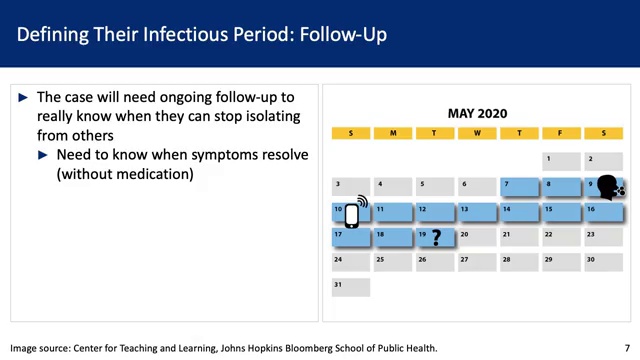 Defining Their Infectious Period: Follow-Up
► The case will need ongoing follow-up to
really know when they can stop isolating
from others
► Need to know when symptoms resolve
(without medication)
MAY 2020
S M T W T F S
1 2
3 4 5 6 7 8 9
10 11 12 13 14 15 16
17 18 19 ? 20 21 22 23
24 25 26 27 28 29 30
31
Image source: Center for Teaching and Learning, Johns Hopkins Bloomberg School of Public Health.
7